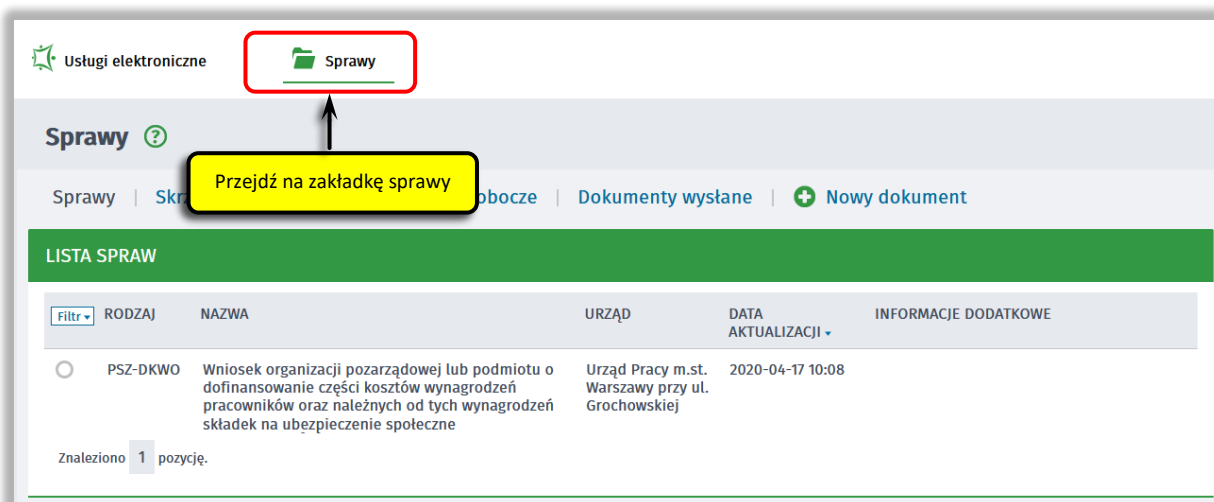 Usługi elektroniczne Sprawy
Sprawy ?
Przejdź na zakładkę sprawy
Sprawy | Dokumenty wysłane | Nowy dokument
LISTA SPRAW
Filtr RODZAJ NAZWA URZĄD DATA AKTUALIZACJI INFORMACJE DODATKOWE
PSZ-DKWO Wniosek organizacji pozarządowej lub podmiotu o Urząd Pracy m.st. 2020-04-17 10:08
dofinansowanie części kosztów wynagrodzeń Warszawy przy ul.
pracowników oraz należnych od tych wynagrodzeń Grochowskiej
składek na ubezpieczenie społeczne
Znaleziono 1 pozycję.